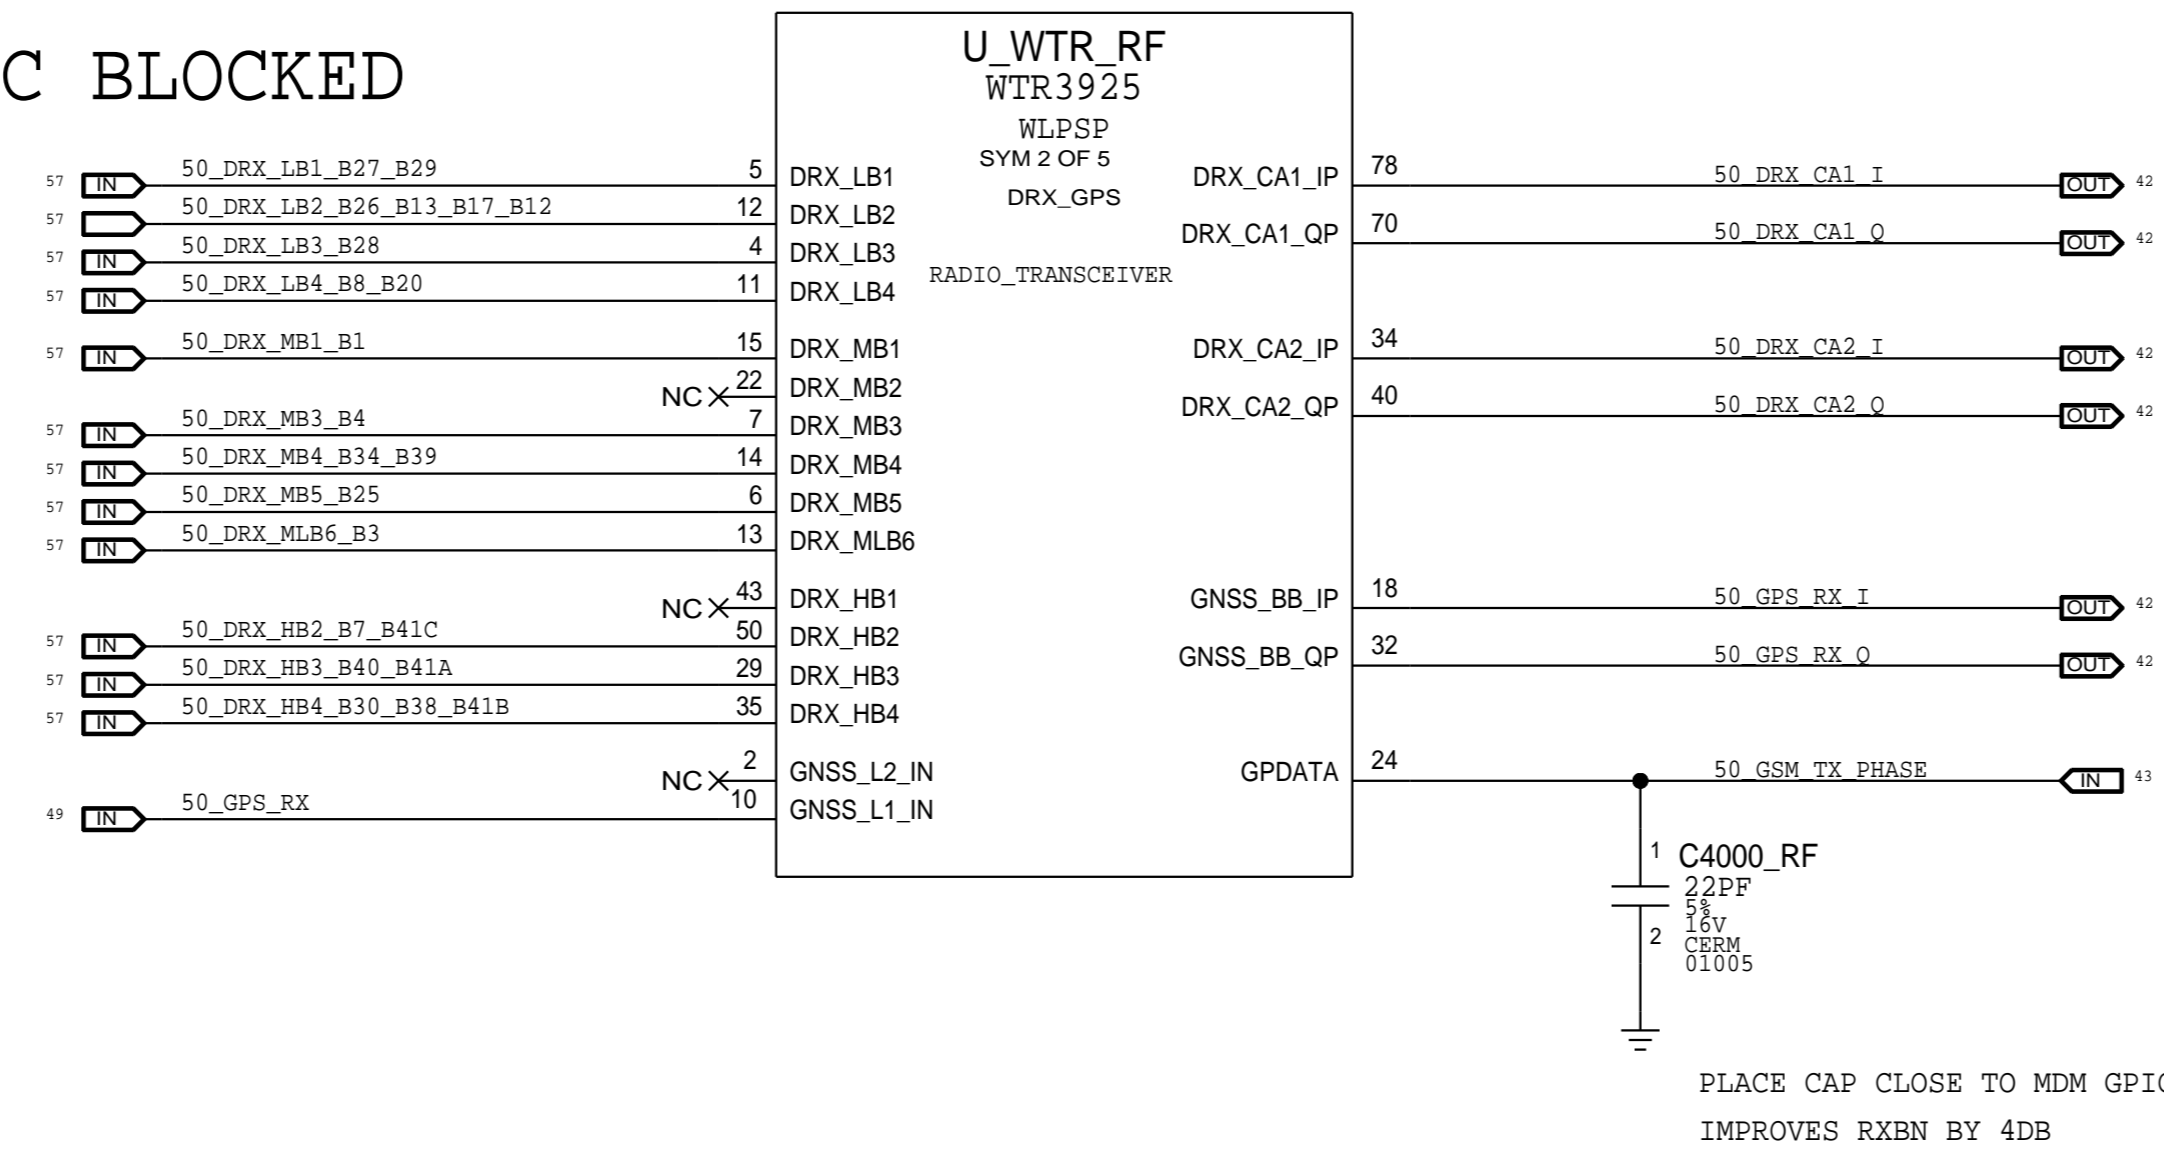 C BLOCKED
U_WTR_RF
WTR3925
WLPSP
SYM 2 OF 5
DRX_GPS
RADIO_TRANSCEIVER
57 IN 50_DRX_LB1_B27_B29 5 DRX_LB1
57 50_DRX_LB2_B26_B13_B17_B12 12 DRX_LB2
57 IN 50_DRX_LB3_B28 4 DRX_LB3
57 IN 50_DRX_LB4_B8_B20 11 DRX_LB4
57 IN 50_DRX_MB1_B1 15 DRX_MB1
NC 22 DRX_MB2
57 IN 50_DRX_MB3_B4 7 DRX_MB3
57 IN 50_DRX_MB4_B34_B39 14 DRX_MB4
57 IN 50_DRX_MB5_B25 6 DRX_MB5
57 IN 50_DRX_MLB6_B3 13 DRX_MLB6
NC 43 DRX_HB1
57 IN 50_DRX_HB2_B7_B41C 50 DRX_HB2
57 IN 50_DRX_HB3_B40_B41A 29 DRX_HB3
57 IN 50_DRX_HB4_B30_B38_B41B 35 DRX_HB4
NC 2 GNSS_L2_IN
49 IN 50_GPS_RX 10 GNSS_L1_IN
DRX_CA1_IP 78 50_DRX_CA1_I OUT 42
DRX_CA1_QP 70 50_DRX_CA1_Q OUT 42
DRX_CA2_IP 34 50_DRX_CA2_I OUT 42
DRX_CA2_QP 40 50_DRX_CA2_Q OUT 42
GNSS_BB_IP 18 50_GPS_RX_I OUT 42
GNSS_BB_QP 32 50_GPS_RX_Q OUT 42
GPDATA 24 50_GSM_TX_PHASE IN 43
1 C4000_RF
22PF
5%
16V
2 CERM
01005
PLACE CAP CLOSE TO MDM GPIO
IMPROVES RXBN BY 4DB